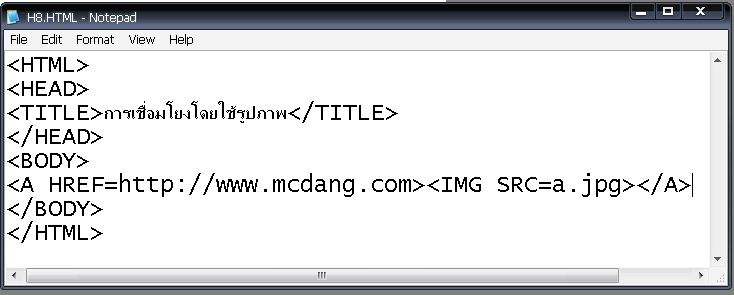 H8.HTML - Notepad
File Edit Format View Help
<HTML>
<HEAD>
<TITLE>การเชื่อมโยงโดยใช้รูปภาพ</TITLE>
</HEAD>
<BODY>
<A HREF=http://www.mcdang.com><IMG SRC=a.jpg></A>
</BODY>
</HTML>